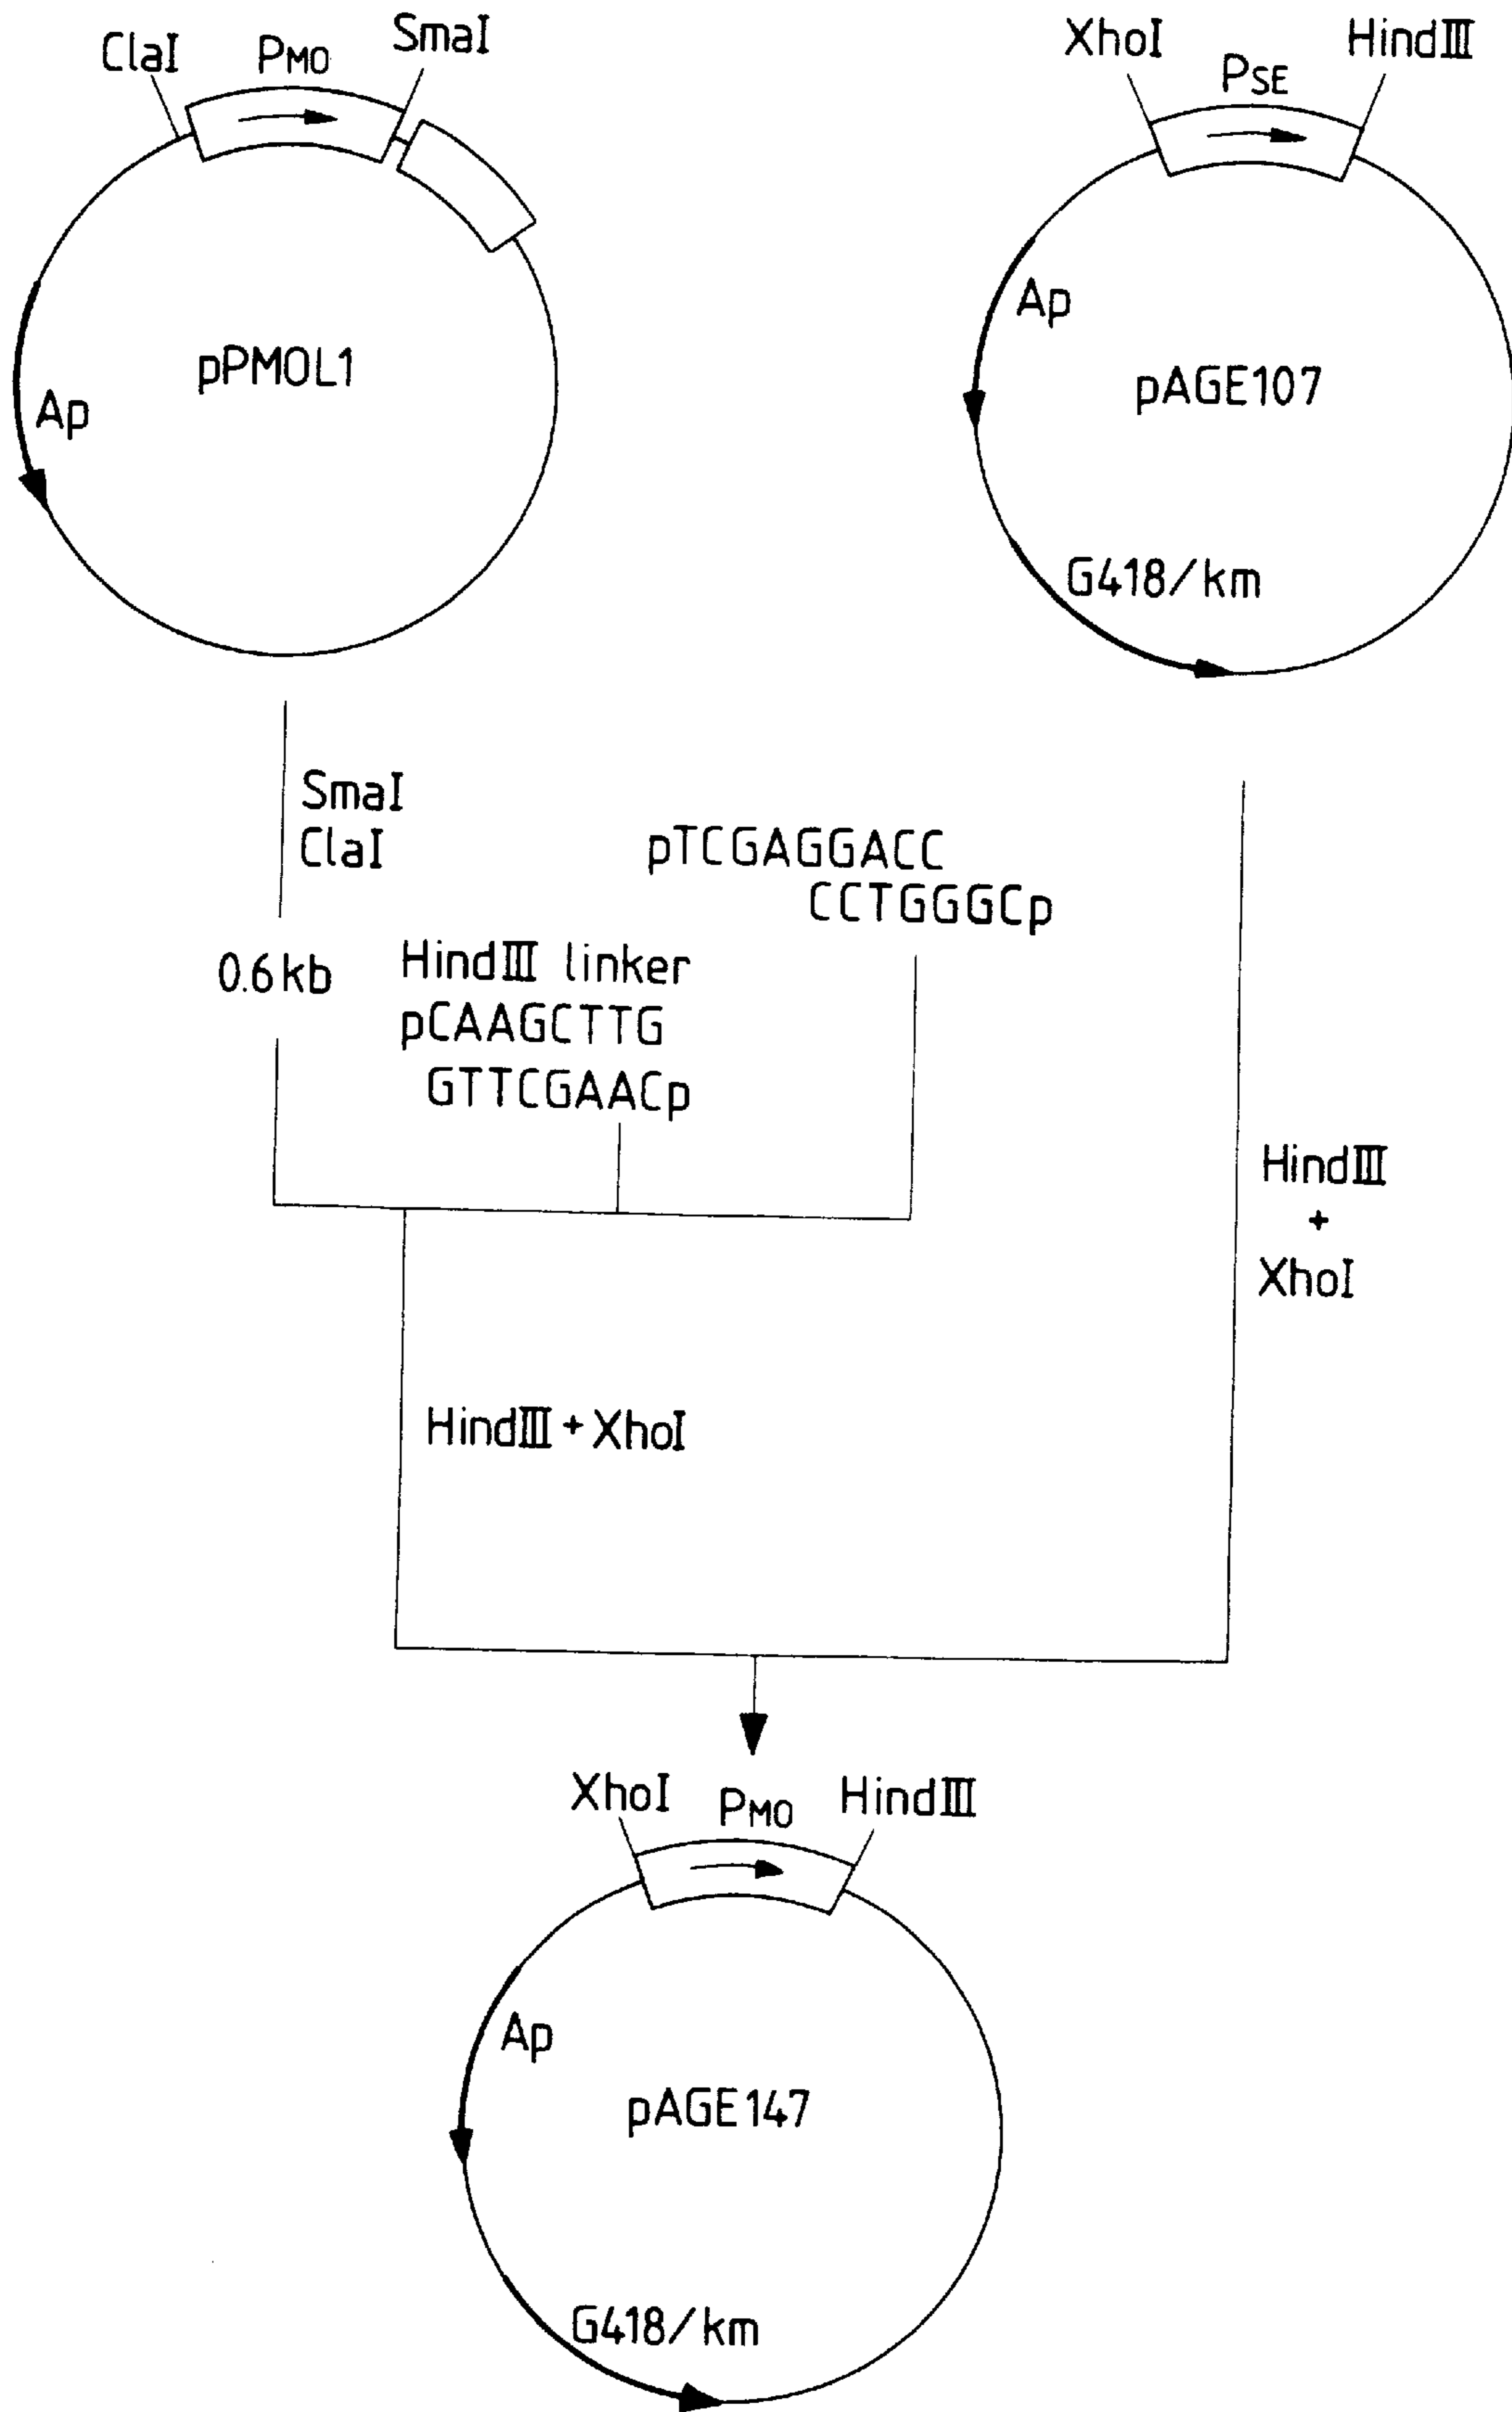 ClaI
PMO
SmaI
Ap
pPMOL1
XhoI
PSE
HindIII
Ap
pAGE107
G418/km
SmaI
ClaI
0.6kb
HindIII linker
pCAAGCTTG
GTTCGAACp
pTCGAGGACC
CCTGGGCp
HindIII
+
XhoI
HindIII + XhoI
XhoI
PMO
HindIII
Ap
pAGE147
G418/km